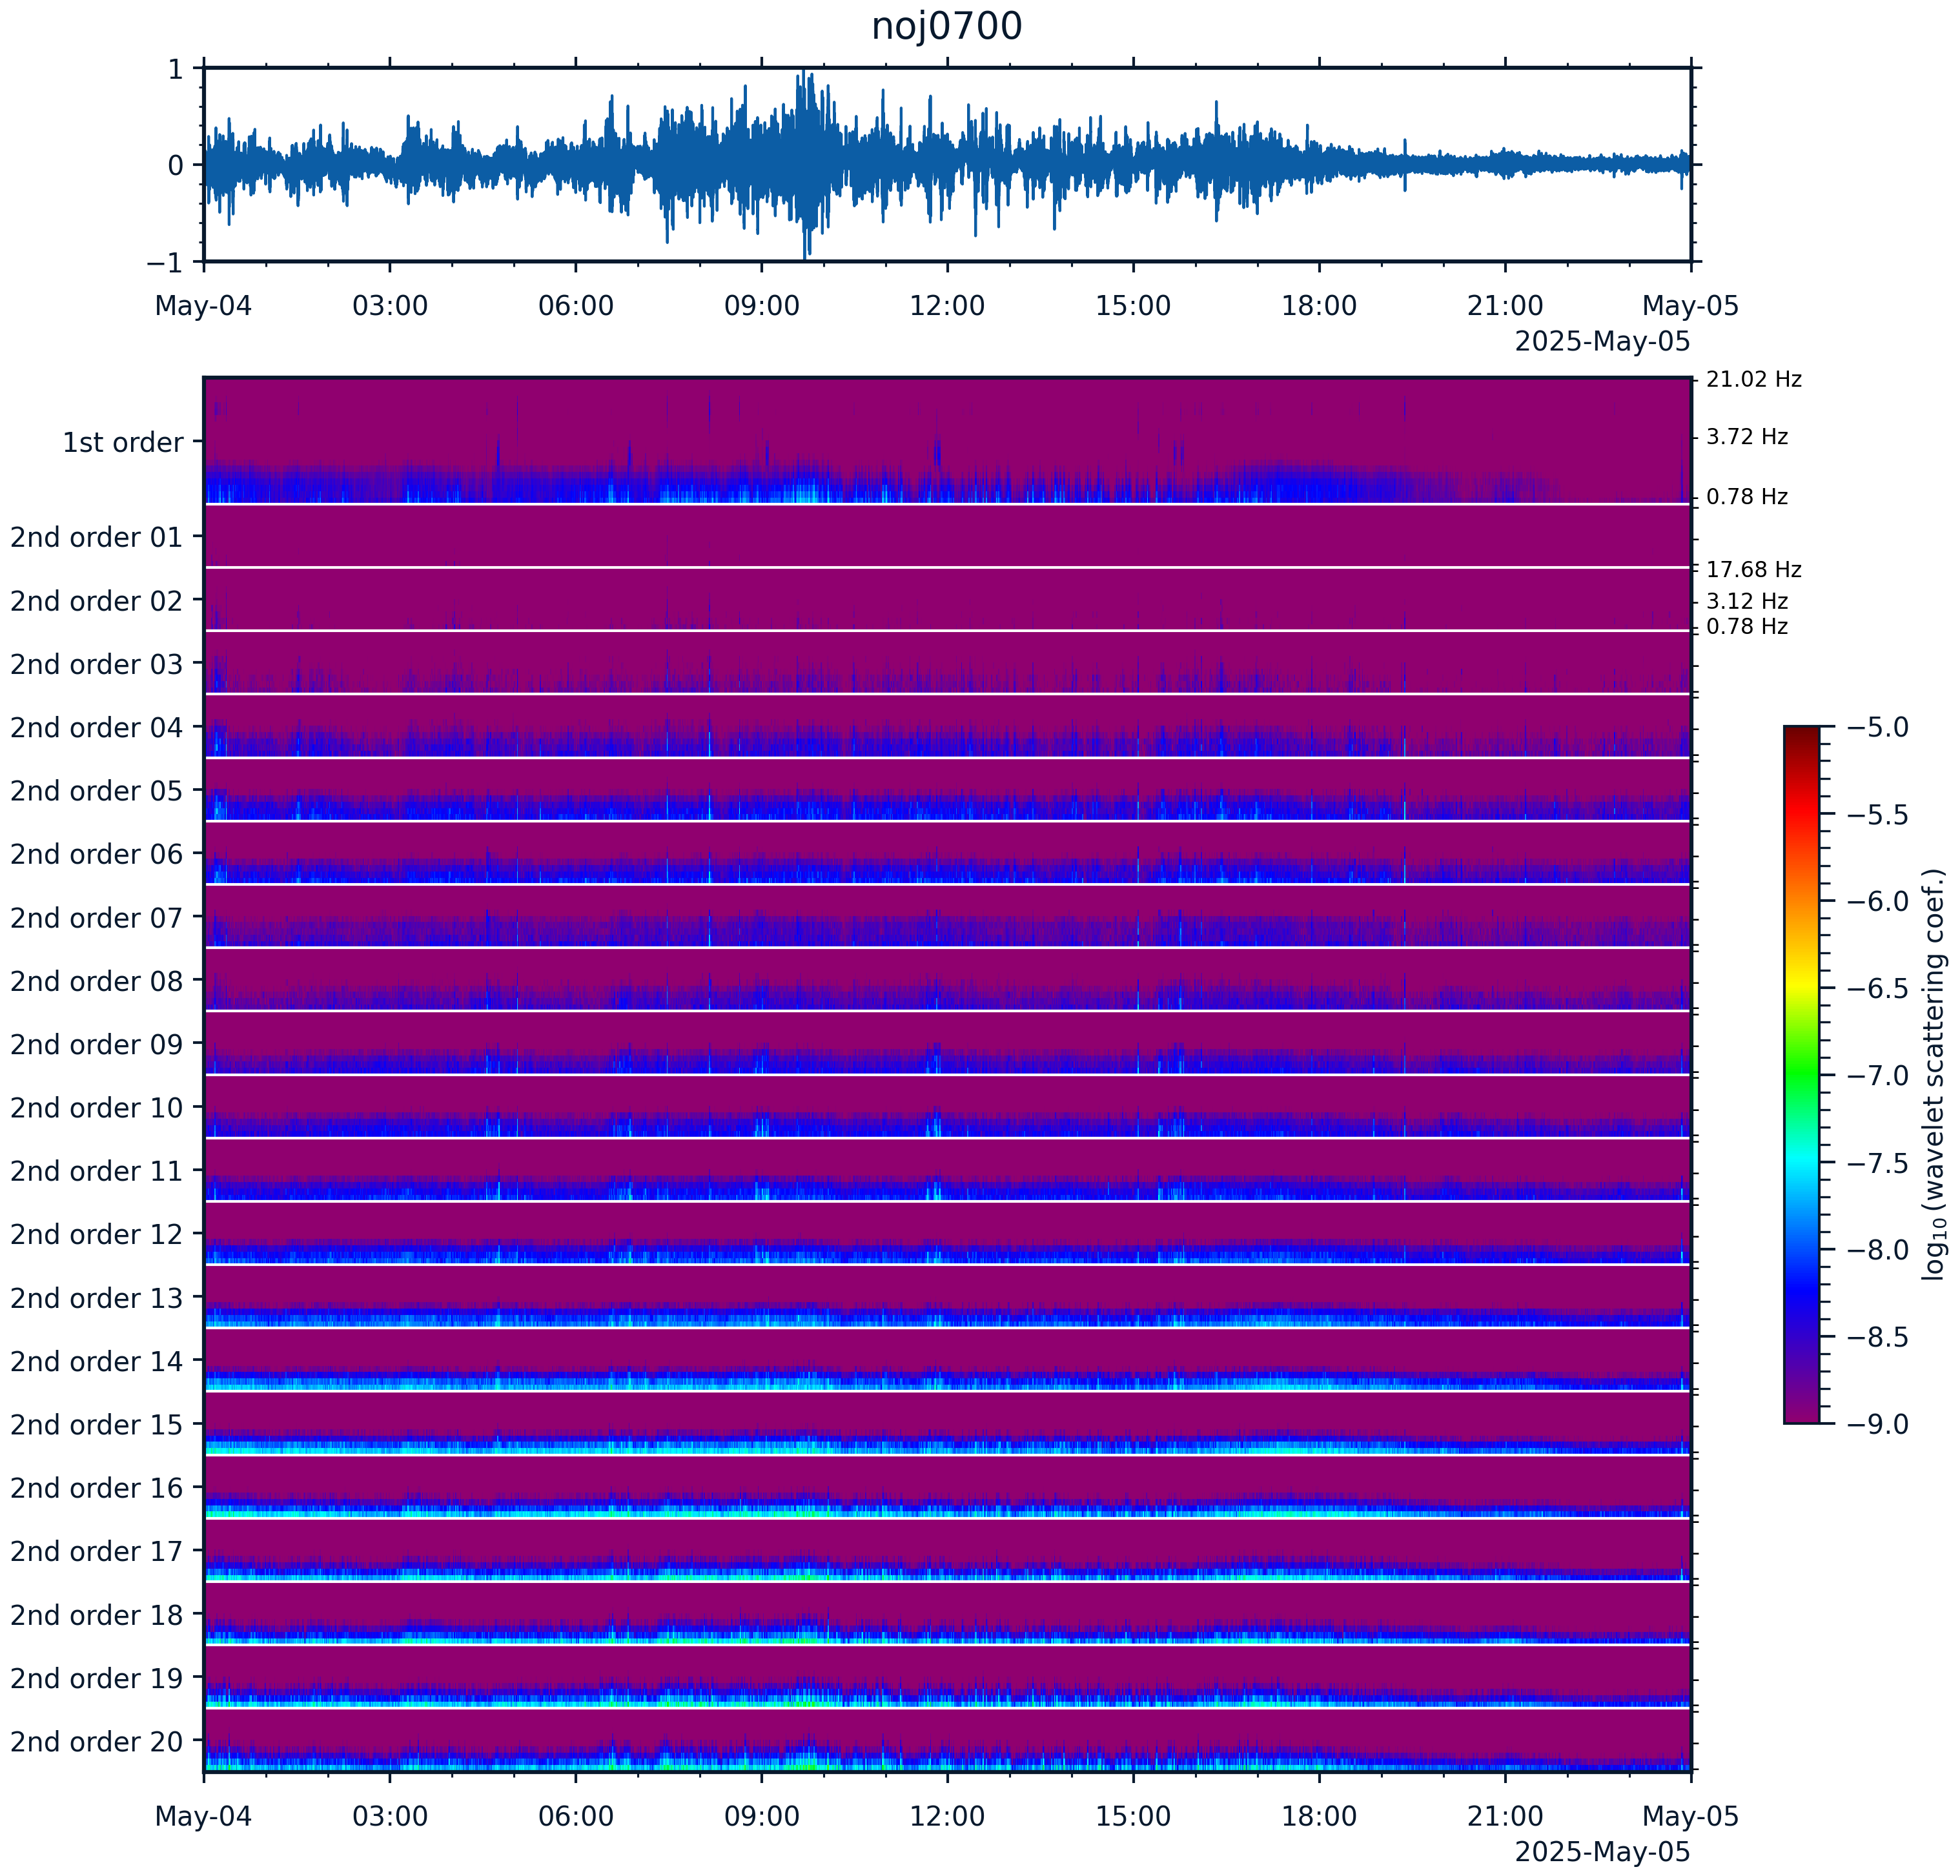 noj0700
1
0
−1
May-04 03:00 06:00 09:00 12:00 15:00 18:00 21:00 May-05
2025-May-05
21.02 Hz
1st order
3.72 Hz
0.78 Hz
2nd order 01
17.68 Hz
2nd order 02
3.12 Hz
0.78 Hz
2nd order 03
2nd order 04
2nd order 05
2nd order 06
2nd order 07
2nd order 08
2nd order 09
2nd order 10
2nd order 11
2nd order 12
2nd order 13
2nd order 14
2nd order 15
2nd order 16
2nd order 17
2nd order 18
2nd order 19
2nd order 20
May-04 03:00 06:00 09:00 12:00 15:00 18:00 21:00 May-05
2025-May-05
−5.0
−5.5
−6.0
−6.5
−7.0
−7.5
−8.0
−8.5
−9.0
log₁₀(wavelet scattering coef.)